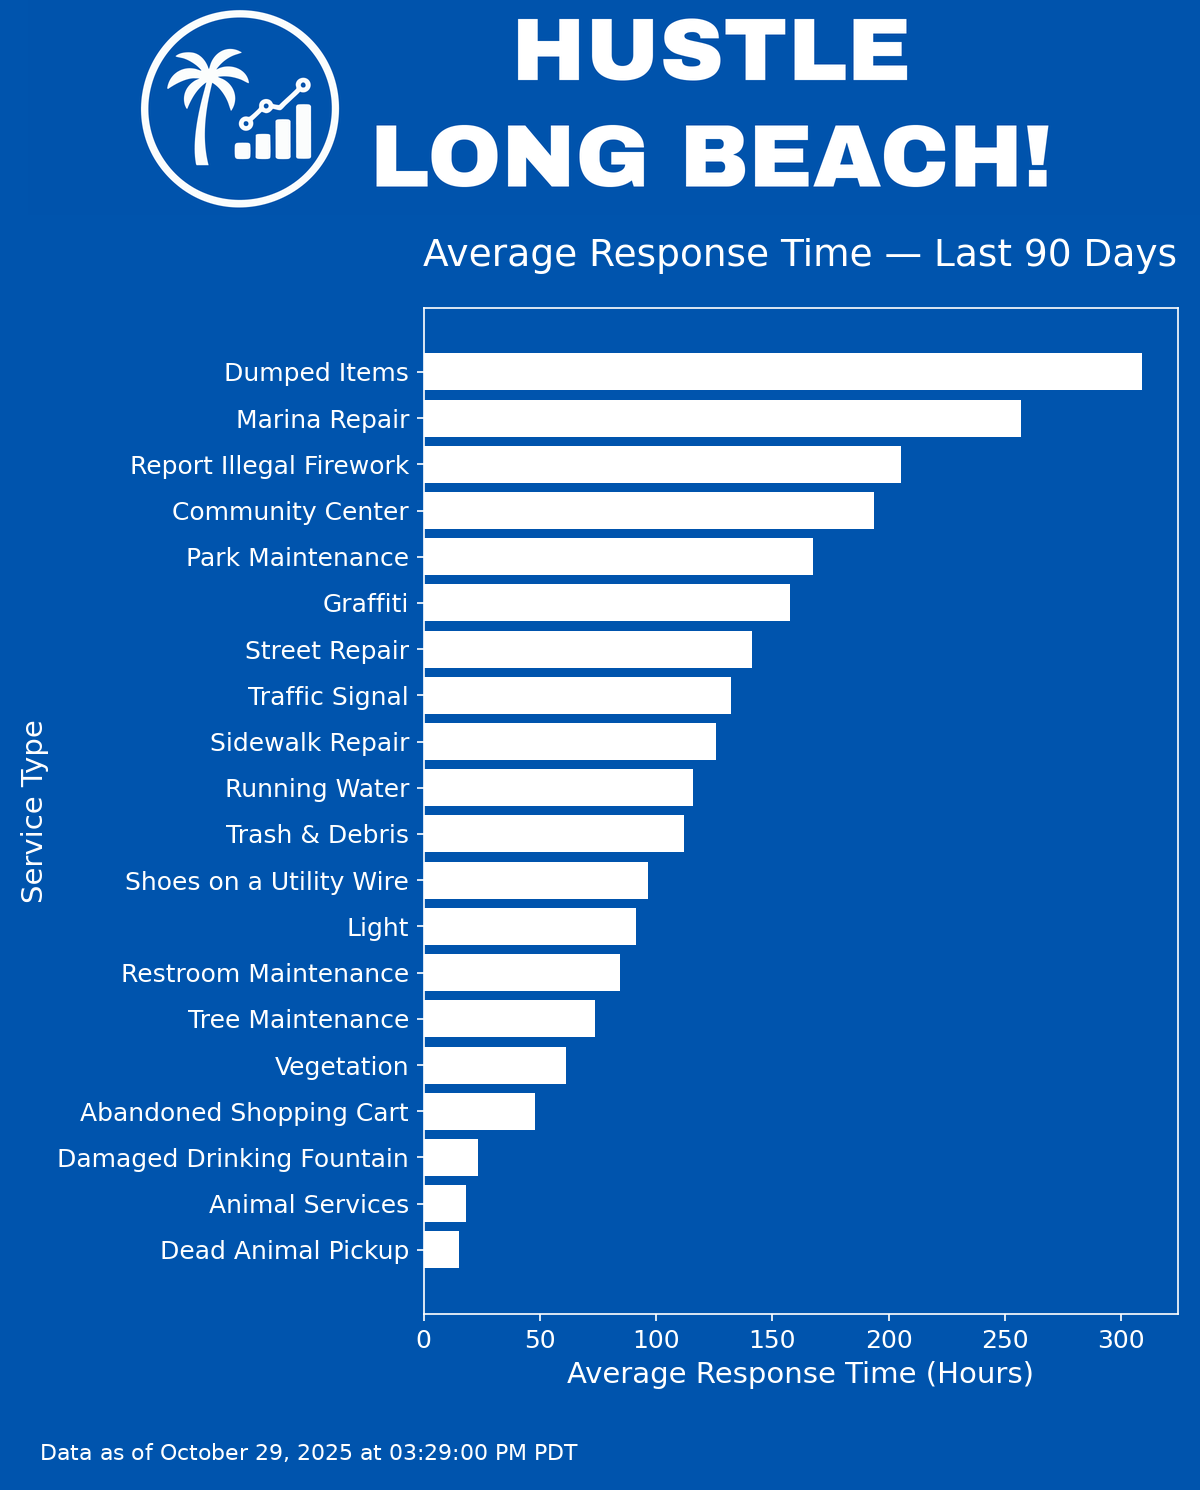 HUSTLE
LONG BEACH!
Average Response Time — Last 90 Days
Service Type
Dumped Items
Marina Repair
Report Illegal Firework
Community Center
Park Maintenance
Graffiti
Street Repair
Traffic Signal
Sidewalk Repair
Running Water
Trash & Debris
Shoes on a Utility Wire
Light
Restroom Maintenance
Tree Maintenance
Vegetation
Abandoned Shopping Cart
Damaged Drinking Fountain
Animal Services
Dead Animal Pickup
0 50 100 150 200 250 300
Average Response Time (Hours)
Data as of October 29, 2025 at 03:29:00 PM PDT